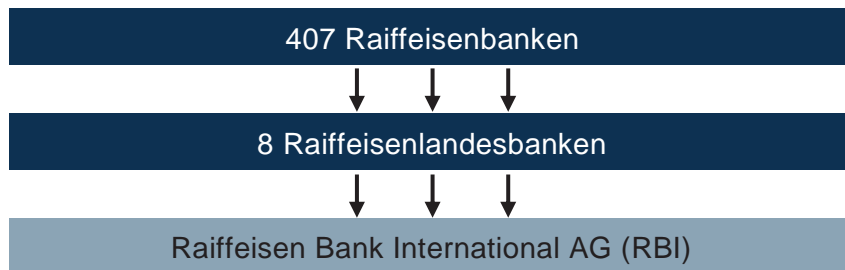 407 Raiffeisenbanken
8 Raiffeisenlandesbanken
Raiffeisen Bank International AG (RBI)